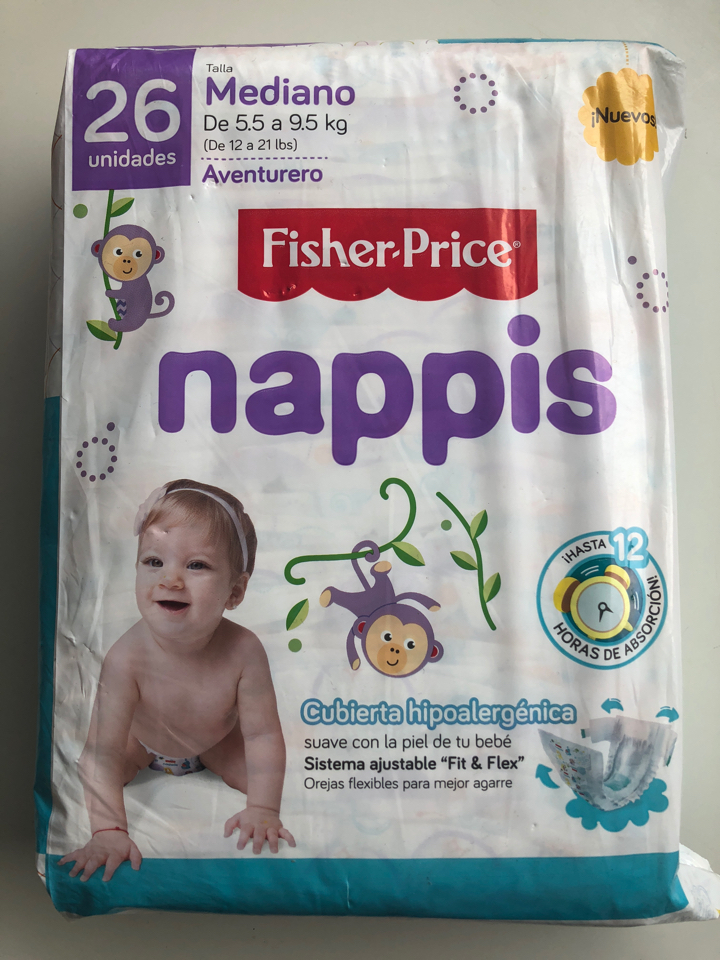 26
unidades
Talla
Mediano
De 5.5 a 9.5 kg
(De 12 a 21 lbs)
Aventurero
¡Nuevos!
Fisher-Price®
nappis
¡HASTA 12
HORAS DE ABSORCIÓN!
Cubierta hipoalergénica
suave con la piel de tu bebé
Sistema ajustable "Fit & Flex"
Orejas flexibles para mejor agarre